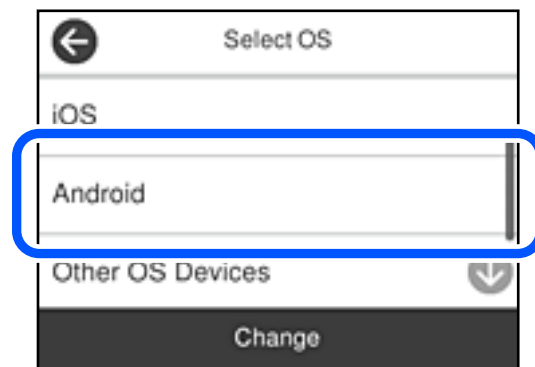 Select OS
iOS
Android
Other OS Devices
Change